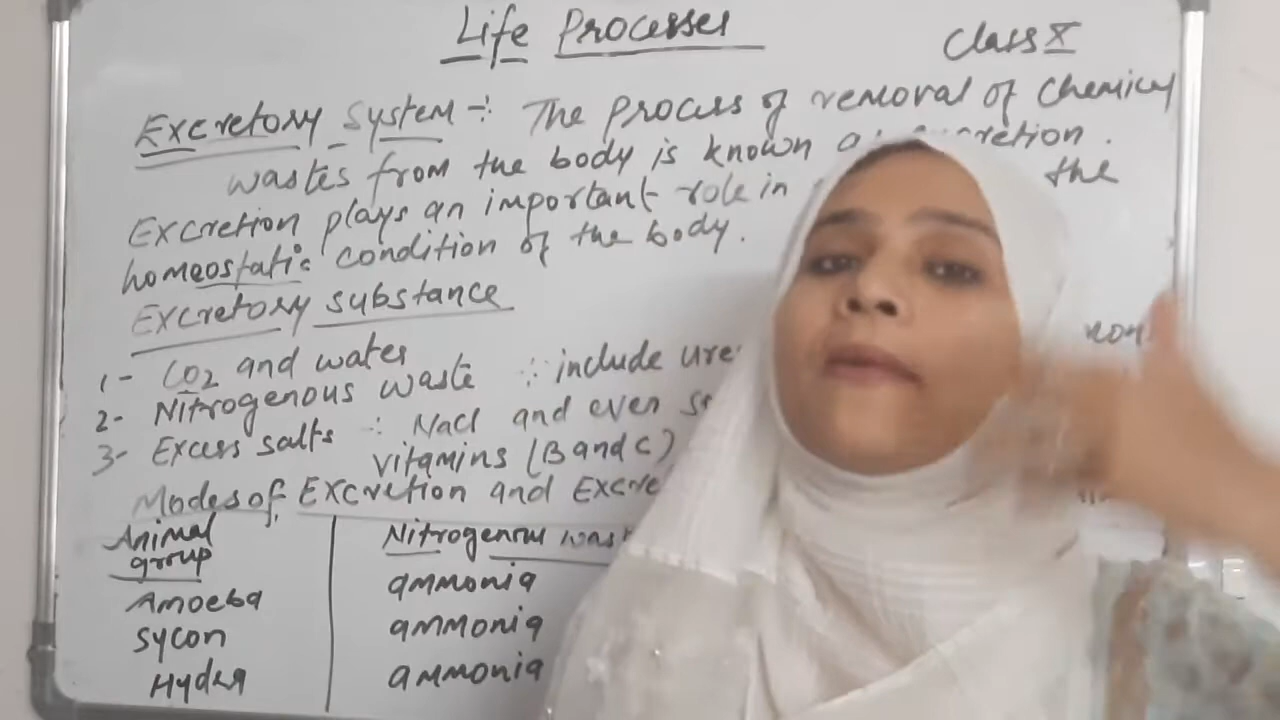 Life Processes
Class X
Excretory System -: The process of removal of Chemical
wastes from the body is known
Excretion plays an important role in the
homeostatic condition of the body.
Excretory substance
1- CO2 and water
2- Nitrogenous waste : include
3- Excess salts : Nacl and even
vitamins (B and C)
Modes of Excretion and
Animal group | Nitrogenous
Amoeba | ammonia
Sycon | ammonia
Hydra | ammonia